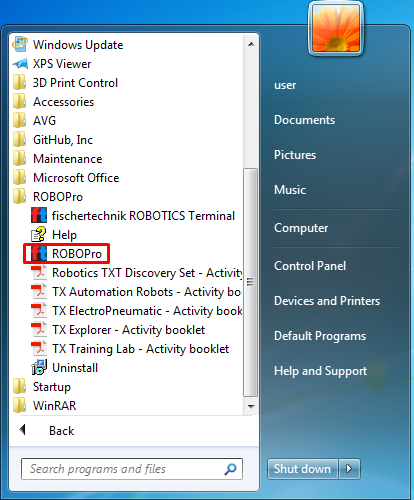 Windows Update
XPS Viewer
3D Print Control
Accessories
AVG
GitHub, Inc
Maintenance
Microsoft Office
ROBOPro
fischertechnik ROBOTICS Terminal
Help
ROBOPro
Robotics TXT Discovery Set - Activity
TX Automation Robots - Activity book
TX ElectroPneumatic - Activity bookl
TX Explorer - Activity booklet
TX Training Lab - Activity booklet
Uninstall
Startup
WinRAR
Back
Search programs and files
user
Documents
Pictures
Music
Computer
Control Panel
Devices and Printers
Default Programs
Help and Support
Shut down